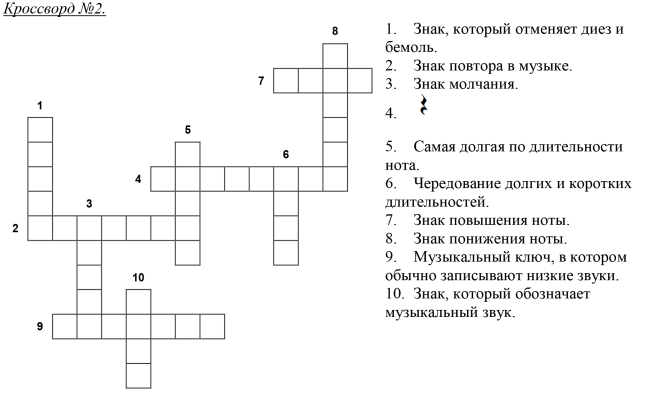 Кроссворд №2.
8
7
1
5
6
4
3
2
10
9
1. Знак, который отменяет диез и
бемоль.
2. Знак повтора в музыке.
3. Знак молчания.
4.
5. Самая долгая по длительности
нота.
6. Чередование долгих и коротких
длительностей.
7. Знак повышения ноты.
8. Знак понижения ноты.
9. Музыкальный ключ, в котором
обычно записывают низкие звуки.
10. Знак, который обозначает
музыкальный звук.